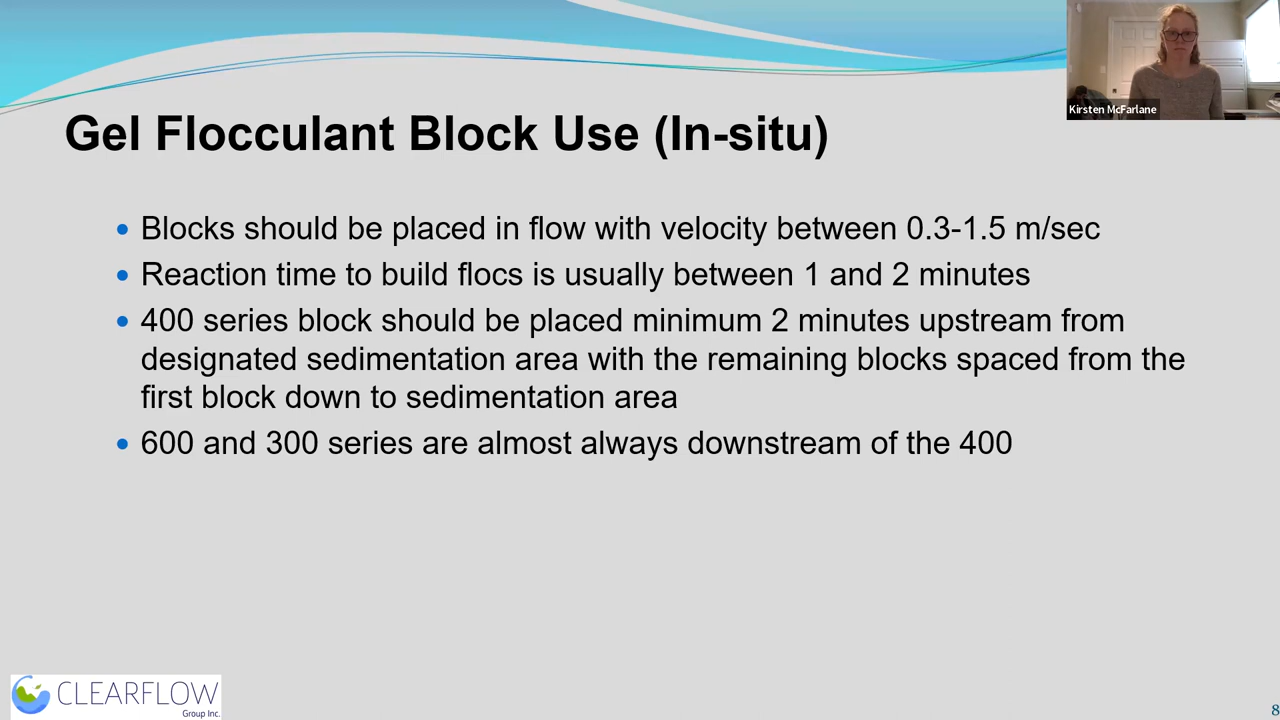 Kirsten McFarlane
Gel Flocculant Block Use (In-situ)
• Blocks should be placed in flow with velocity between 0.3-1.5 m/sec
• Reaction time to build flocs is usually between 1 and 2 minutes
• 400 series block should be placed minimum 2 minutes upstream from
designated sedimentation area with the remaining blocks spaced from the
first block down to sedimentation area
• 600 and 300 series are almost always downstream of the 400
CLEARFLOW
Group Inc.
8